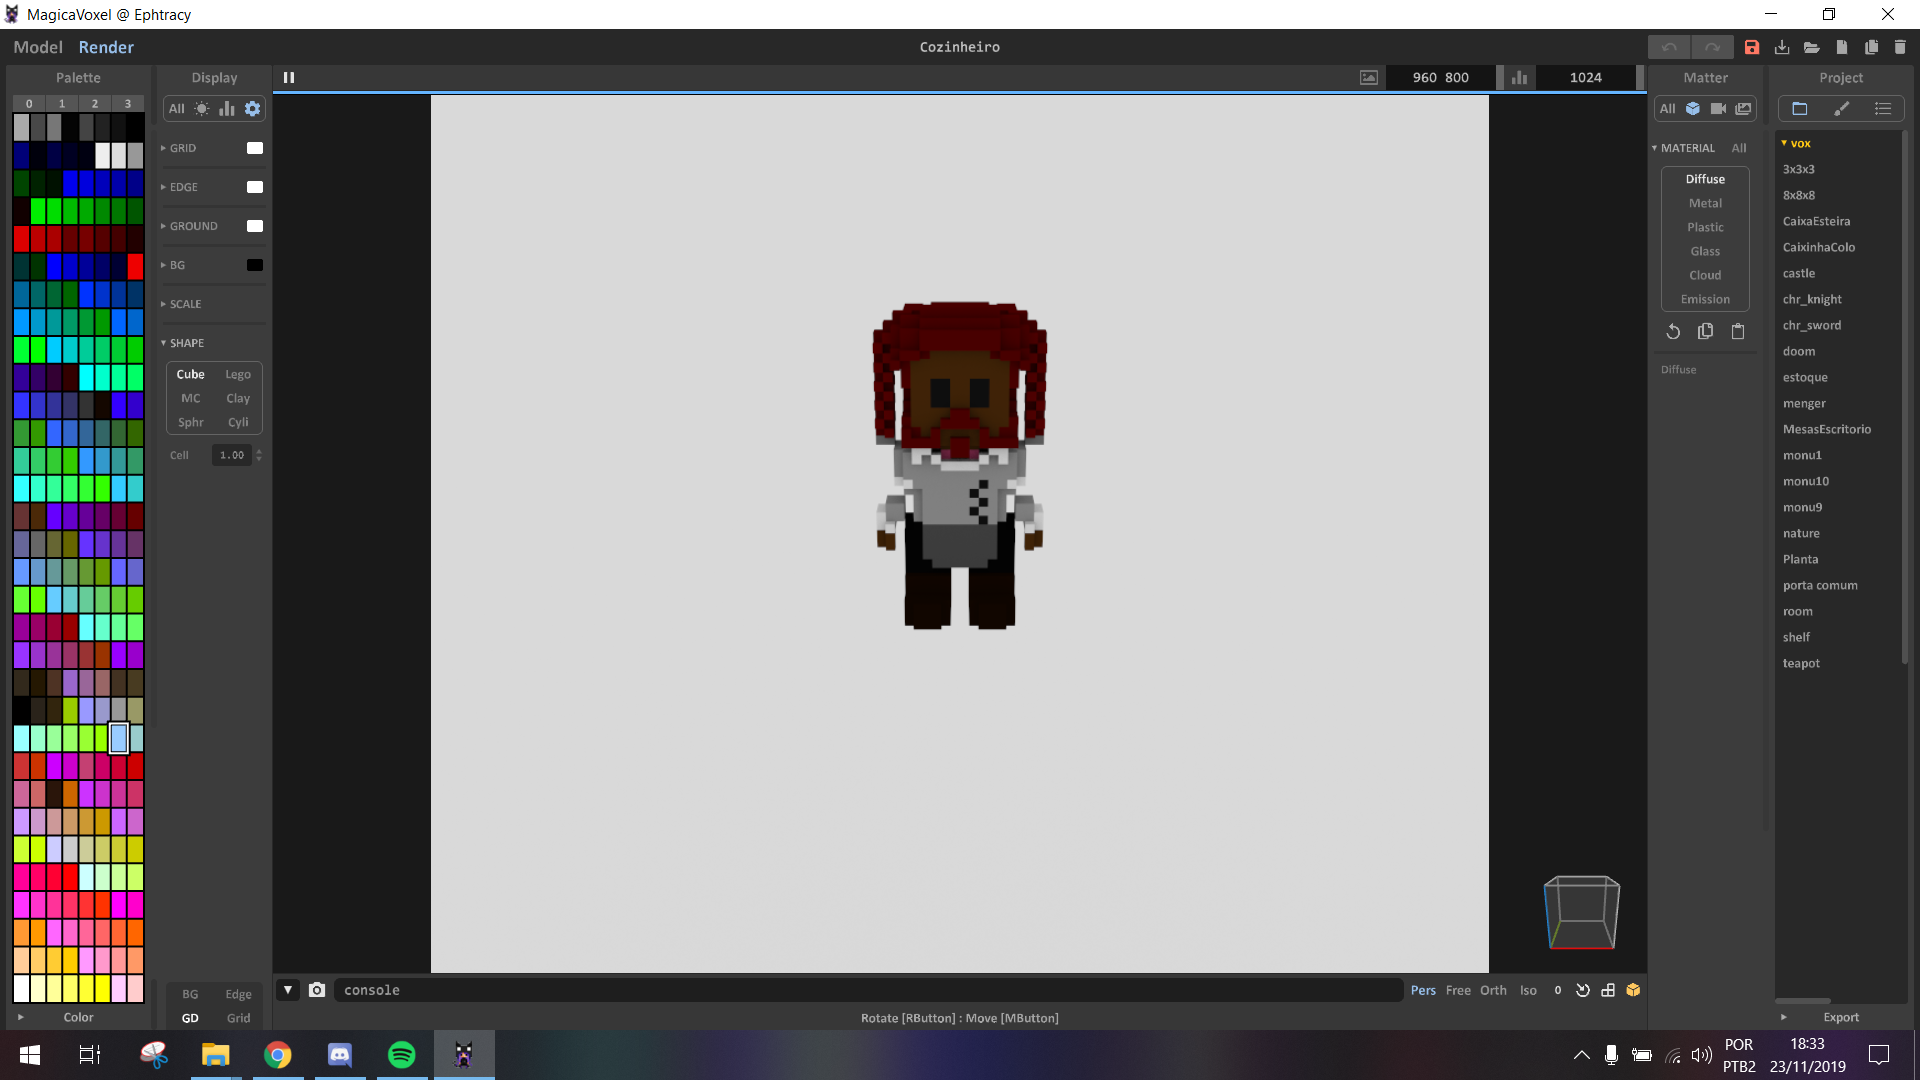 MagicaVoxel @ Ephtracy
Model Render
Cozinheiro
Palette
0 1 2 3
Color
Display
All
GRID
EDGE
GROUND
BG
SCALE
SHAPE
Cube Lego
MC Clay
Sphr Cyli
Cell 1.00
BG Edge
GD Grid
960 800
1024
console
Pers Free Orth Iso 0
Rotate [RButton] : Move [MButton]
Matter
All
MATERIAL All
Diffuse
Metal
Plastic
Glass
Cloud
Emission
Diffuse
Project
vox
3x3x3
8x8x8
CaixaEsteira
CaixinhaColo
castle
chr_knight
chr_sword
doom
estoque
menger
MesasEscritorio
monu1
monu10
monu9
nature
Planta
porta comum
room
shelf
teapot
Export
POR
PTB2
18:33
23/11/2019